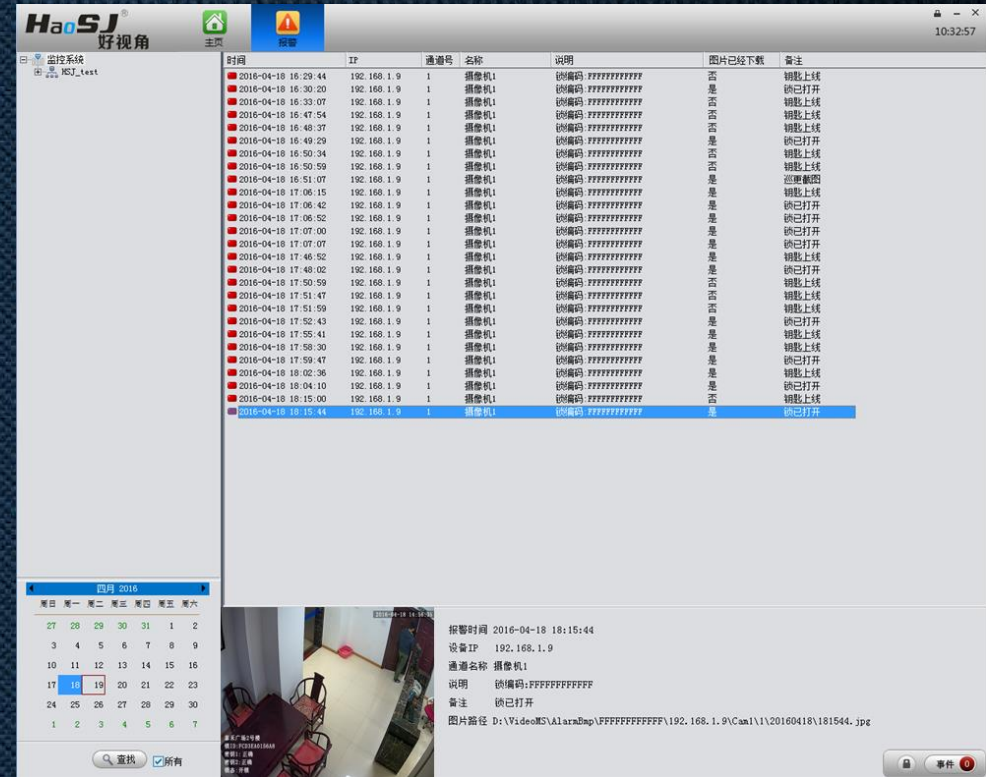 HaoSJ®
好视角
主页
报警
10:32:57
监控系统
MSJ_test
时间 IP 通道号 名称 说明 图片已经下载 备注
2016-04-18 16:29:44 192.168.1.9 1 摄像机1 锁编码:FFFFFFFFFFFF 否 钥匙上线
2016-04-18 16:30:20 192.168.1.9 1 摄像机1 锁编码:FFFFFFFFFFFF 是 锁已打开
2016-04-18 16:33:07 192.168.1.9 1 摄像机1 锁编码:FFFFFFFFFFFF 否 钥匙上线
2016-04-18 16:47:54 192.168.1.9 1 摄像机1 锁编码:FFFFFFFFFFFF 否 钥匙上线
2016-04-18 16:48:37 192.168.1.9 1 摄像机1 锁编码:FFFFFFFFFFFF 否 钥匙上线
2016-04-18 16:49:29 192.168.1.9 1 摄像机1 锁编码:FFFFFFFFFFFF 是 锁已打开
2016-04-18 16:50:34 192.168.1.9 1 摄像机1 锁编码:FFFFFFFFFFFF 否 钥匙上线
2016-04-18 16:50:59 192.168.1.9 1 摄像机1 锁编码:FFFFFFFFFFFF 否 钥匙上线
2016-04-18 16:51:07 192.168.1.9 1 摄像机1 锁编码:FFFFFFFFFFFF 是 巡更截图
2016-04-18 17:06:15 192.168.1.9 1 摄像机1 锁编码:FFFFFFFFFFFF 是 钥匙上线
2016-04-18 17:06:42 192.168.1.9 1 摄像机1 锁编码:FFFFFFFFFFFF 是 锁已打开
2016-04-18 17:06:52 192.168.1.9 1 摄像机1 锁编码:FFFFFFFFFFFF 是 锁已打开
2016-04-18 17:07:00 192.168.1.9 1 摄像机1 锁编码:FFFFFFFFFFFF 是 锁已打开
2016-04-18 17:07:07 192.168.1.9 1 摄像机1 锁编码:FFFFFFFFFFFF 是 锁已打开
2016-04-18 17:46:52 192.168.1.9 1 摄像机1 锁编码:FFFFFFFFFFFF 是 钥匙上线
2016-04-18 17:48:02 192.168.1.9 1 摄像机1 锁编码:FFFFFFFFFFFF 是 锁已打开
2016-04-18 17:50:59 192.168.1.9 1 摄像机1 锁编码:FFFFFFFFFFFF 否 钥匙上线
2016-04-18 17:51:47 192.168.1.9 1 摄像机1 锁编码:FFFFFFFFFFFF 否 钥匙上线
2016-04-18 17:51:59 192.168.1.9 1 摄像机1 锁编码:FFFFFFFFFFFF 否 钥匙上线
2016-04-18 17:52:43 192.168.1.9 1 摄像机1 锁编码:FFFFFFFFFFFF 是 锁已打开
2016-04-18 17:55:41 192.168.1.9 1 摄像机1 锁编码:FFFFFFFFFFFF 是 钥匙上线
2016-04-18 17:58:30 192.168.1.9 1 摄像机1 锁编码:FFFFFFFFFFFF 是 钥匙上线
2016-04-18 17:59:47 192.168.1.9 1 摄像机1 锁编码:FFFFFFFFFFFF 是 锁已打开
2016-04-18 18:02:36 192.168.1.9 1 摄像机1 锁编码:FFFFFFFFFFFF 是 钥匙上线
2016-04-18 18:04:10 192.168.1.9 1 摄像机1 锁编码:FFFFFFFFFFFF 是 锁已打开
2016-04-18 18:15:00 192.168.1.9 1 摄像机1 锁编码:FFFFFFFFFFFF 否 钥匙上线
2016-04-18 18:15:44 192.168.1.9 1 摄像机1 锁编码:FFFFFFFFFFFF 是 锁已打开
四月 2016
周日 周一 周二 周三 周四 周五 周六
27 28 29 30 31 1 2
3 4 5 6 7 8 9
10 11 12 13 14 15 16
17 18 19 20 21 22 23
24 25 26 27 28 29 30
1 2 3 4 5 6 7
查找 所有
报警时间 2016-04-18 18:15:44
设备IP 192.168.1.9
通道名称 摄像机1
说明 锁编码:FFFFFFFFFFFF
备注 锁已打开
图片路径 D:\VideoMS\AlarmBmp\FFFFFFFFFFFF\192.168.1.9\Cam1\1\20160418\181544.jpg
事件 0